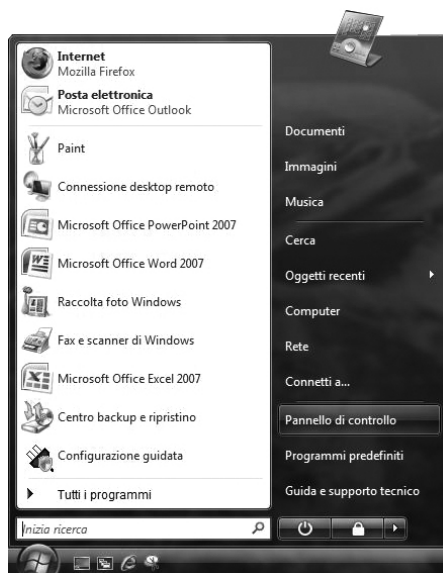 Internet
Mozilla Firefox
Posta elettronica
Microsoft Office Outlook
Paint
Connessione desktop remoto
Microsoft Office PowerPoint 2007
Microsoft Office Word 2007
Raccolta foto Windows
Fax e scanner di Windows
Microsoft Office Excel 2007
Centro backup e ripristino
Configurazione guidata
Tutti i programmi
Inizia ricerca
Documenti
Immagini
Musica
Cerca
Oggetti recenti
Computer
Rete
Connetti a...
Pannello di controllo
Programmi predefiniti
Guida e supporto tecnico